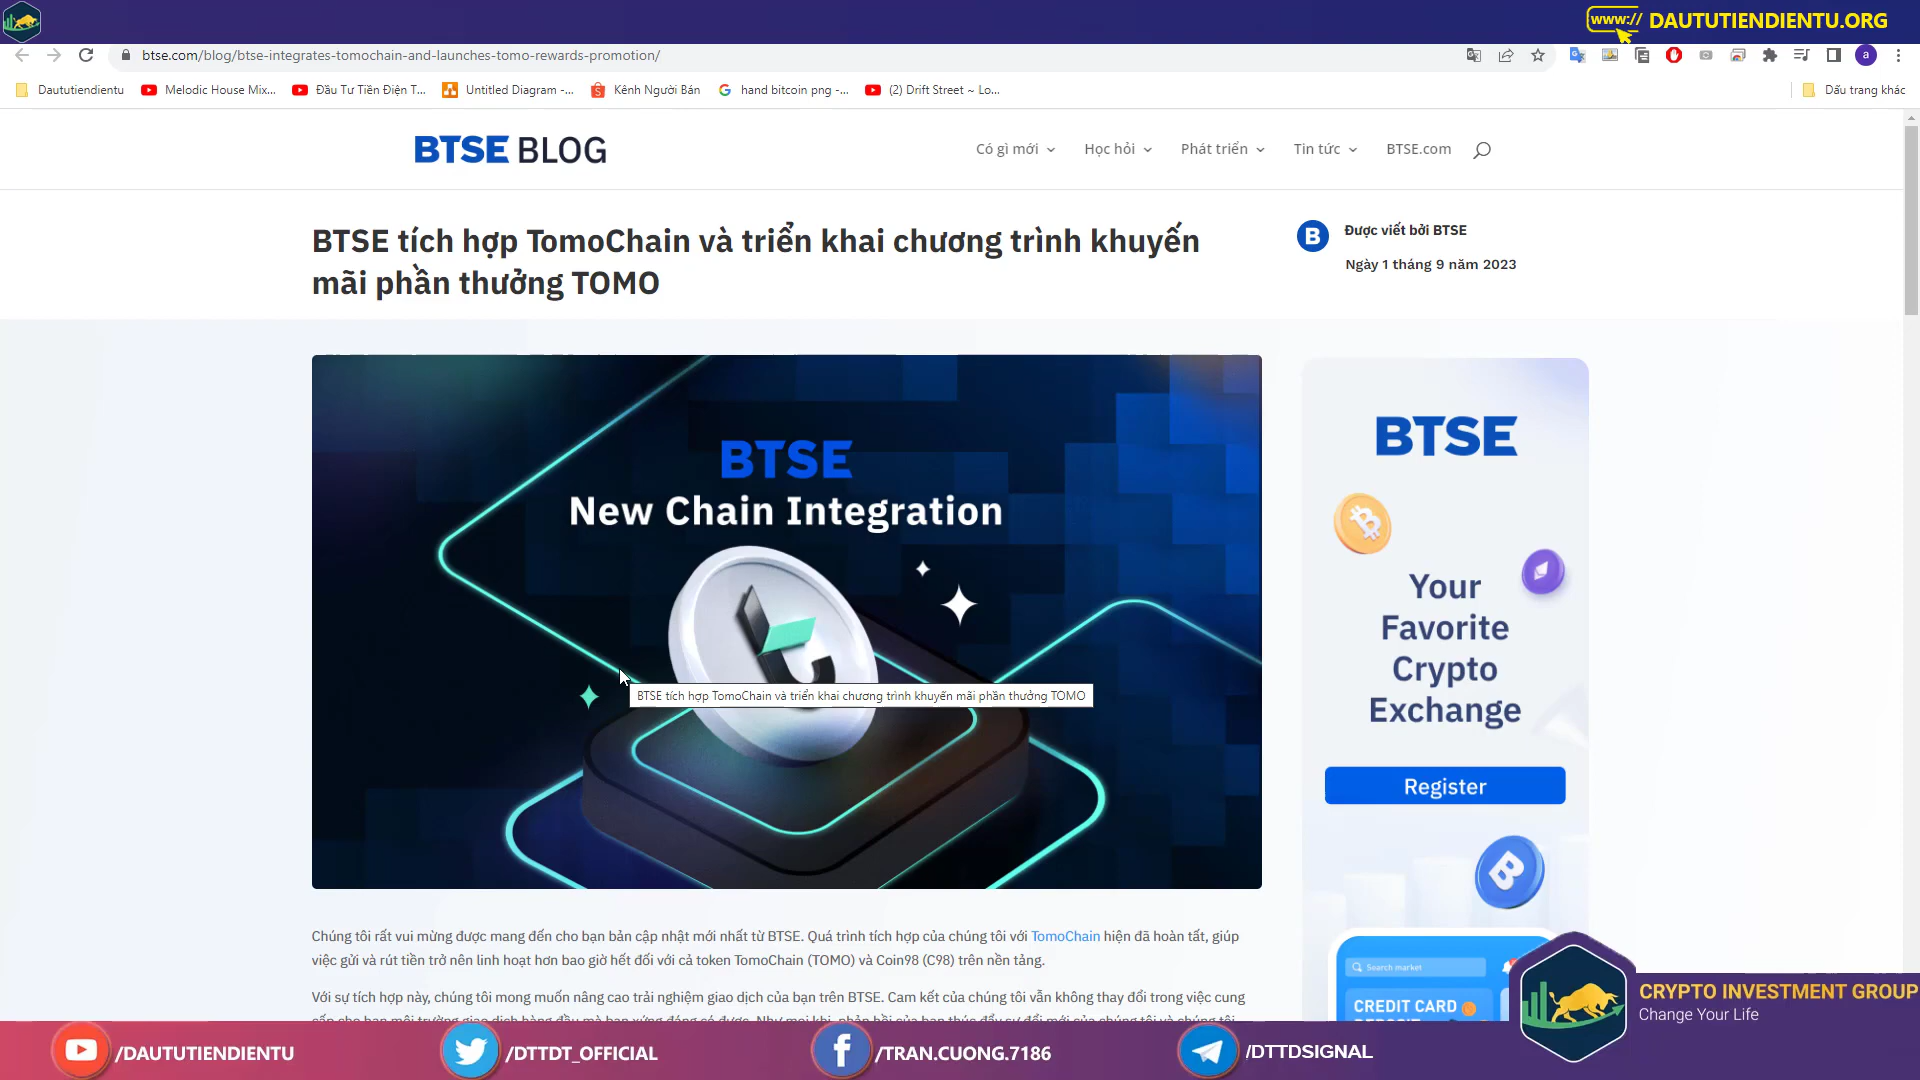 www.// DAUTUTIENDIENTU.ORG
btse.com/blog/btse-integrates-tomochain-and-launches-tomo-rewards-promotion/
a
Daututiendientu
Melodic House Mix...
Đầu Tư Tiền Điện T...
Untitled Diagram -...
Kênh Người Bán
hand bitcoin png -...
(2) Drift Street ~ Lo...
Dấu trang khác
BTSE BLOG
Có gì mới
Học hỏi
Phát triển
Tin tức
BTSE.com
BTSE tích hợp TomoChain và triển khai chương trình khuyến
mãi phần thưởng TOMO
B
Được viết bởi BTSE
Ngày 1 tháng 9 năm 2023
BTSE
New Chain Integration
BTSE tích hợp TomoChain và triển khai chương trình khuyến mãi phần thưởng TOMO
BTSE
Your
Favorite
Crypto
Exchange
Register
Search market
CREDIT CARD
Chúng tôi rất vui mừng được mang đến cho bạn bản cập nhật mới nhất từ BTSE. Quá trình tích hợp của chúng tôi với TomoChain hiện đã hoàn tất, giúp
việc gửi và rút tiền trở nên linh hoạt hơn bao giờ hết đối với cả token TomoChain (TOMO) và Coin98 (C98) trên nền tảng.
Với sự tích hợp này, chúng tôi mong muốn nâng cao trải nghiệm giao dịch của bạn trên BTSE. Cam kết của chúng tôi vẫn không thay đổi trong việc cung
CRYPTO INVESTMENT GROUP
Change Your Life
/DAUTUTIENDIENTU
/DTTDT_OFFICIAL
/TRAN.CUONG.7186
/DTTDSIGNAL